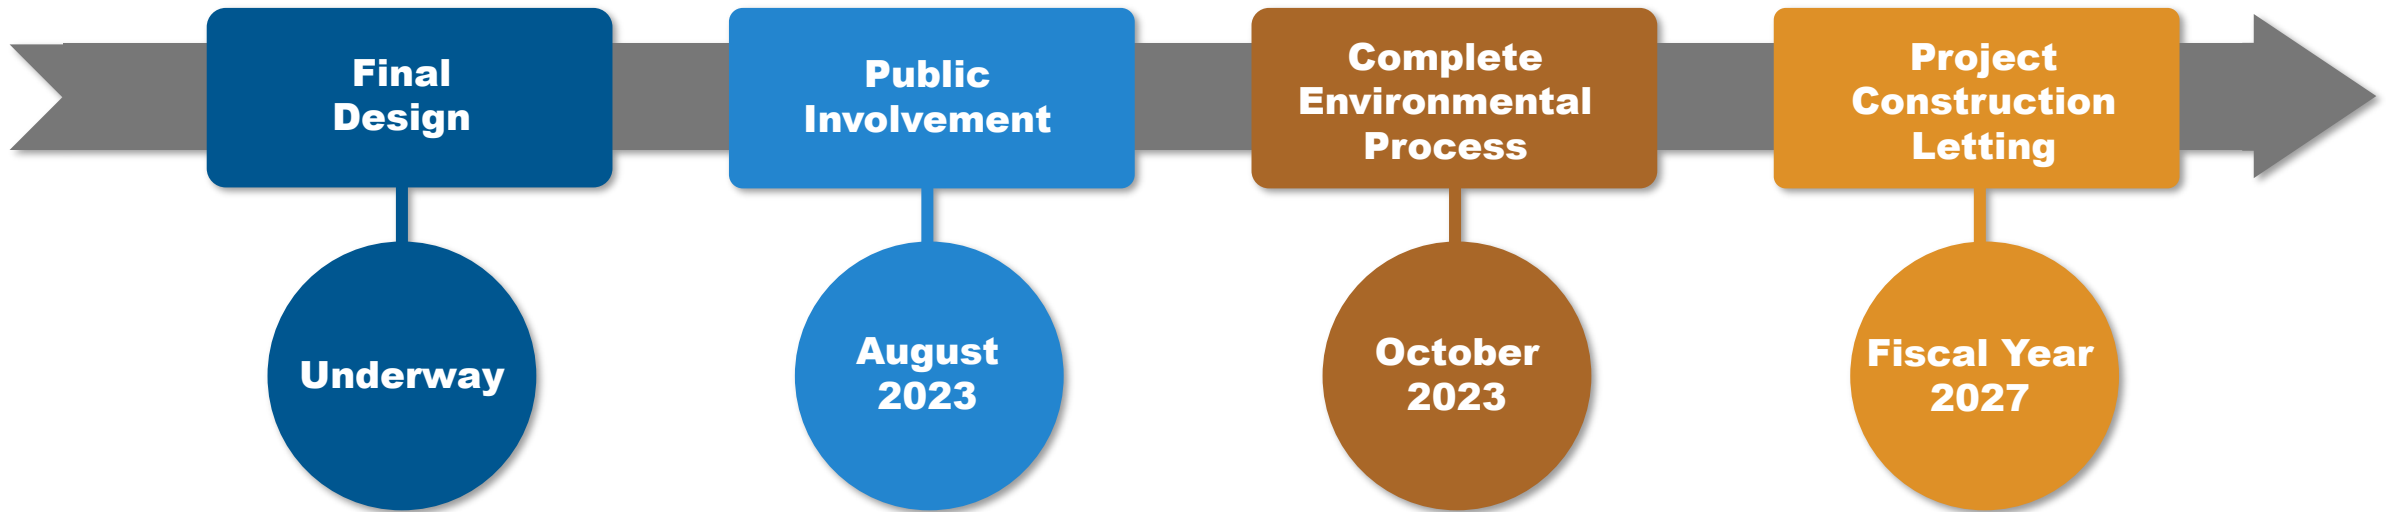 Final
Design
Public
Involvement
Complete
Environmental
Process
Project
Construction
Letting
Underway
August
2023
October
2023
Fiscal Year
2027